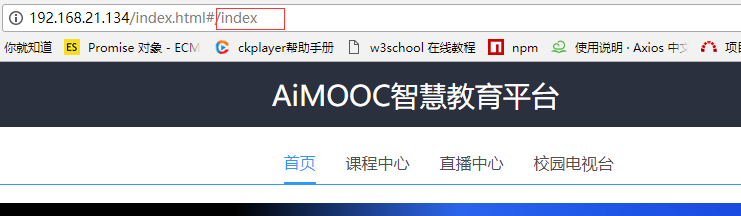 192.168.21.134/index.html#/index
你就知道 ES Promise 对象 - ECM ckplayer帮助手册 w3school 在线教程 npm 使用说明 · Axios 中文 项
AiMOOC智慧教育平台
首页 课程中心 直播中心 校园电视台